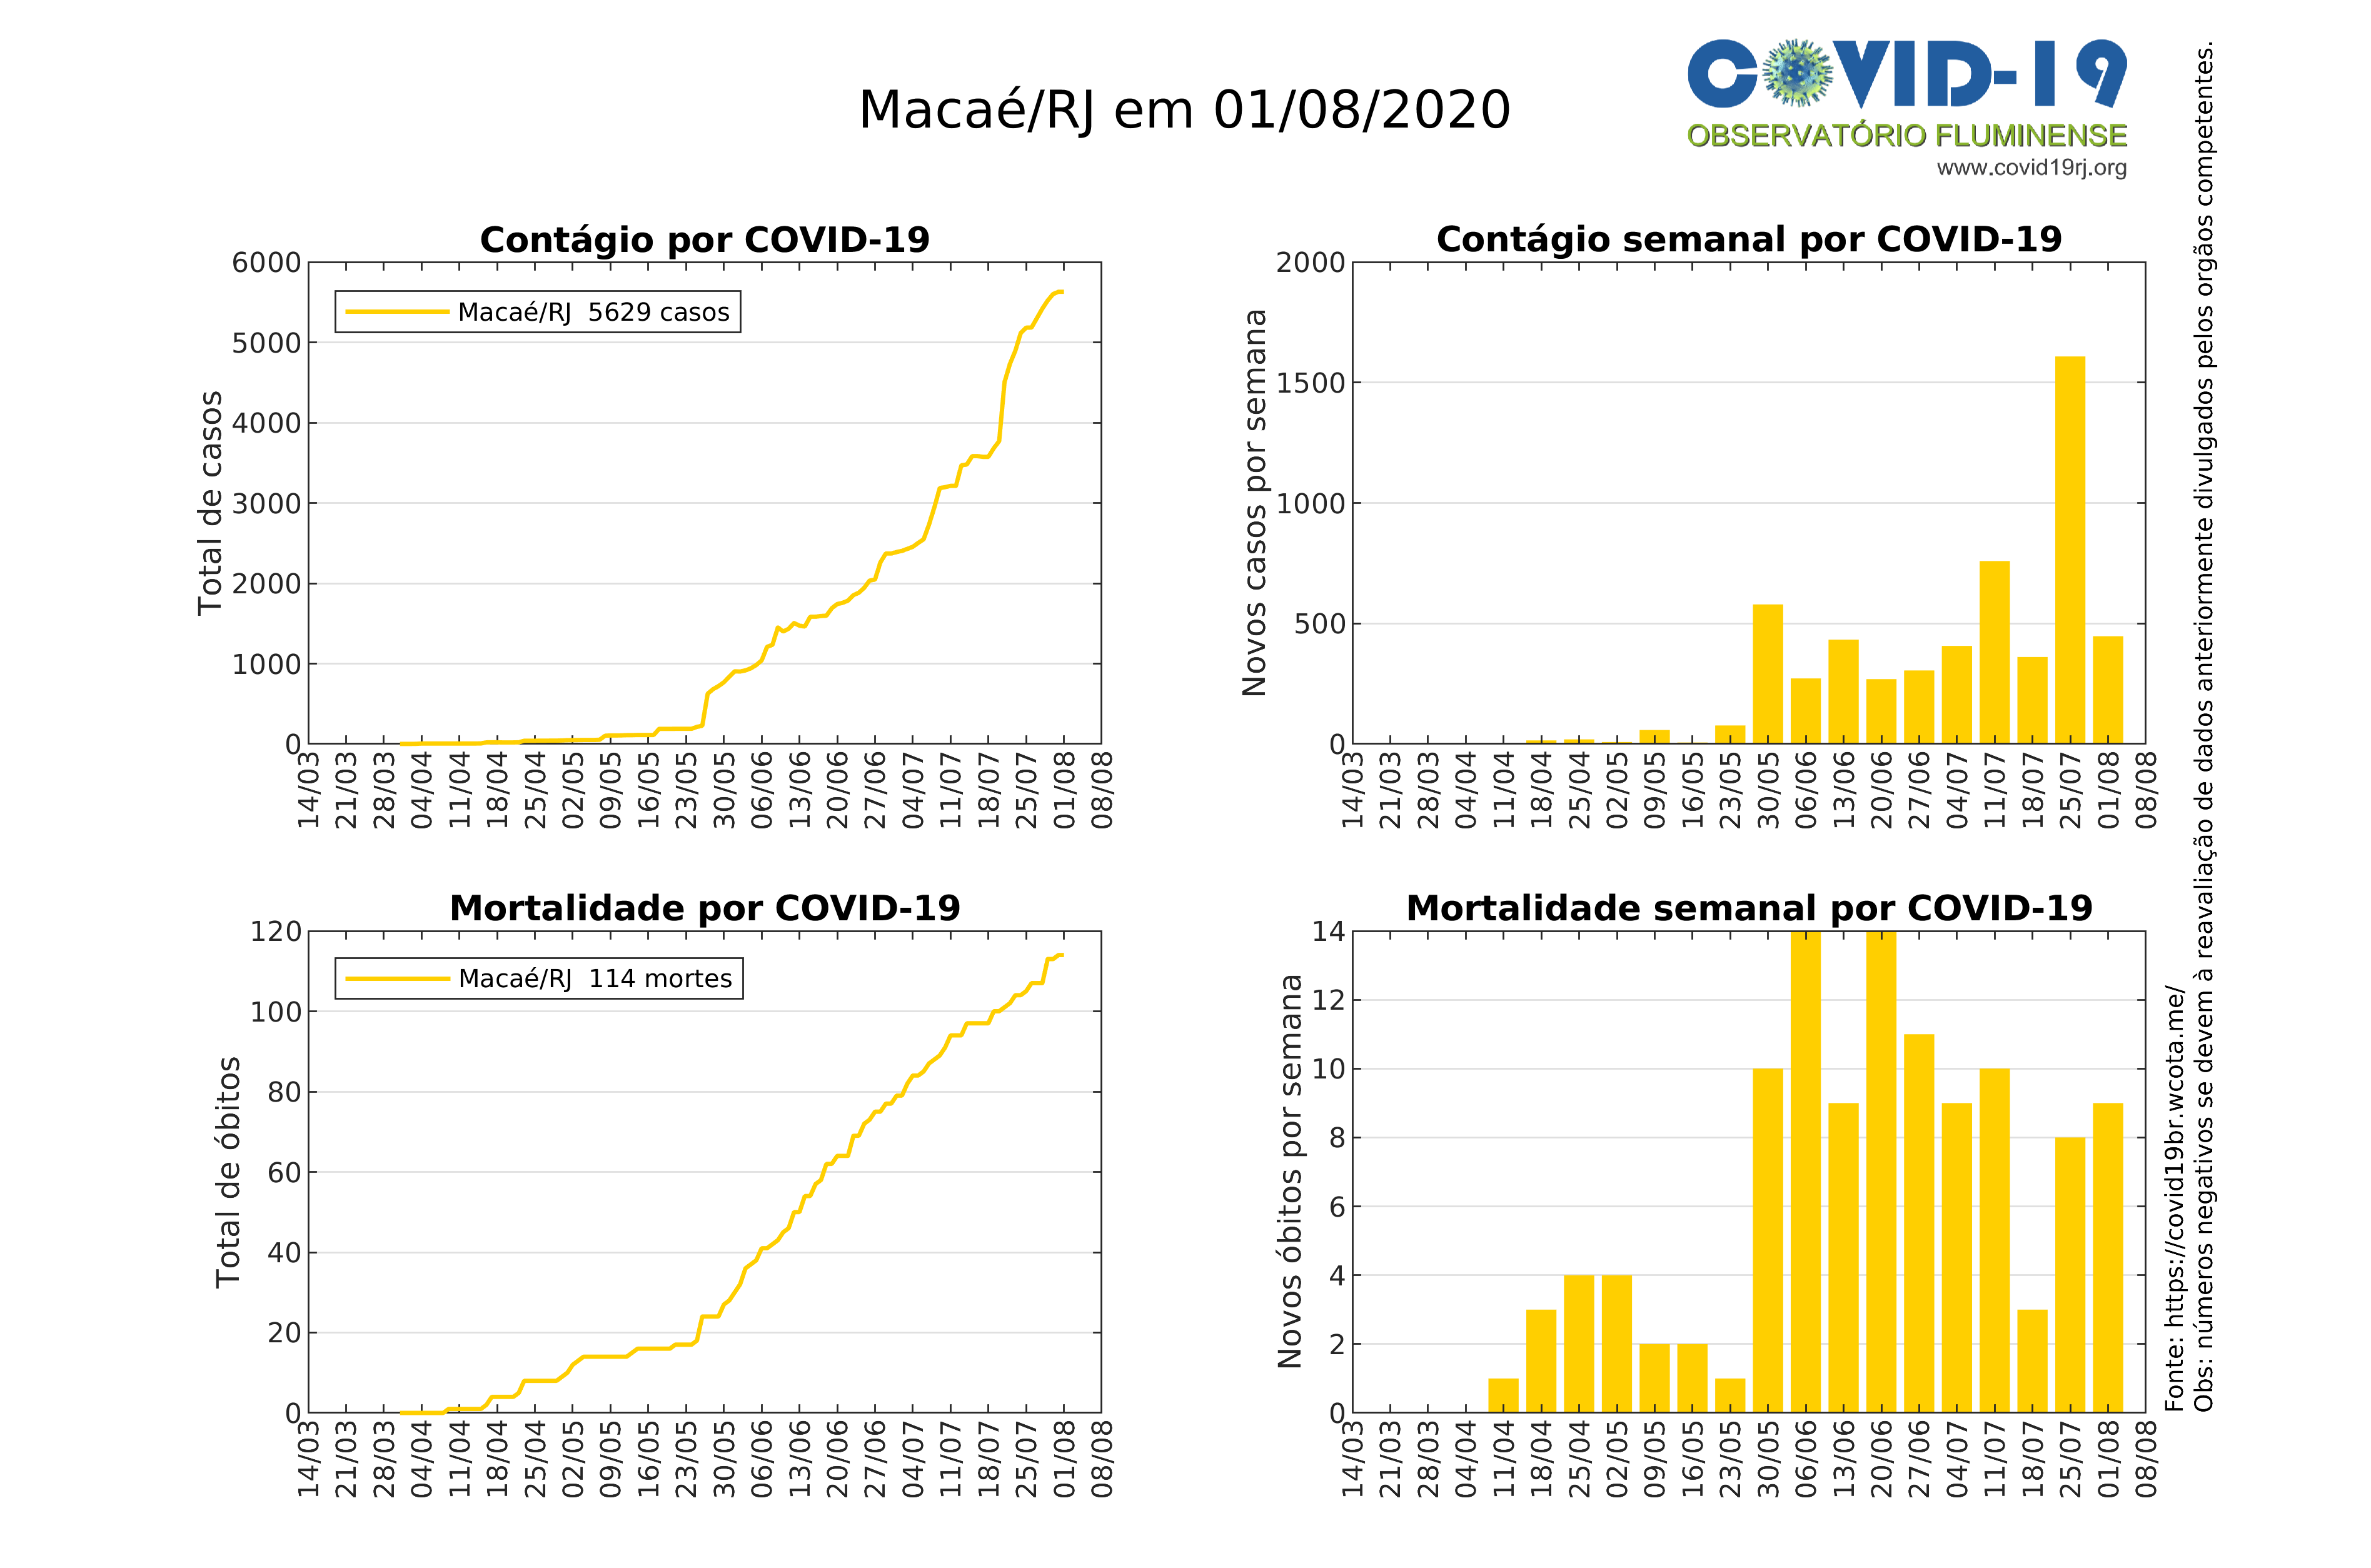 Macaé/RJ em 01/08/2020
COVID-19
OBSERVATÓRIO FLUMINENSE
www.covid19rj.org
Contágio por COVID-19
Total de casos
6000
5000
4000
3000
2000
1000
0
Macaé/RJ 5629 casos
14/03 21/03 28/03 04/04 11/04 18/04 25/04 02/05 09/05 16/05 23/05 30/05 06/06 13/06 20/06 27/06 04/07 11/07 18/07 25/07 01/08 08/08
Contágio semanal por COVID-19
Novos casos por semana
2000
1500
1000
500
0
14/03 21/03 28/03 04/04 11/04 18/04 25/04 02/05 09/05 16/05 23/05 30/05 06/06 13/06 20/06 27/06 04/07 11/07 18/07 25/07 01/08 08/08
Mortalidade por COVID-19
Total de óbitos
120
100
80
60
40
20
0
Macaé/RJ 114 mortes
14/03 21/03 28/03 04/04 11/04 18/04 25/04 02/05 09/05 16/05 23/05 30/05 06/06 13/06 20/06 27/06 04/07 11/07 18/07 25/07 01/08 08/08
Mortalidade semanal por COVID-19
Novos óbitos por semana
14
12
10
8
6
4
2
0
14/03 21/03 28/03 04/04 11/04 18/04 25/04 02/05 09/05 16/05 23/05 30/05 06/06 13/06 20/06 27/06 04/07 11/07 18/07 25/07 01/08 08/08
Fonte: https://covid19br.wcota.me/
Obs: números negativos se devem à reavaliação de dados anteriormente divulgados pelos orgãos competentes.